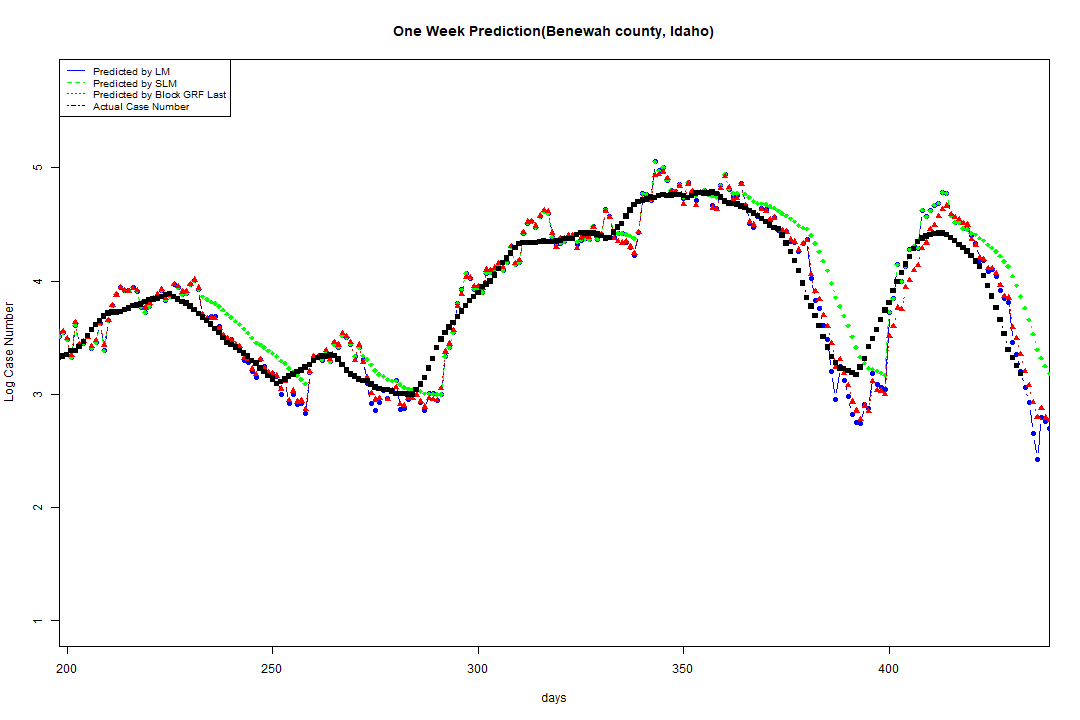 One Week Prediction(Benewah county, Idaho)
Predicted by LM
Predicted by SLM
Predicted by Block GRF Last
Actual Case Number
Log Case Number
5
4
3
2
1
200 250 300 350 400
days